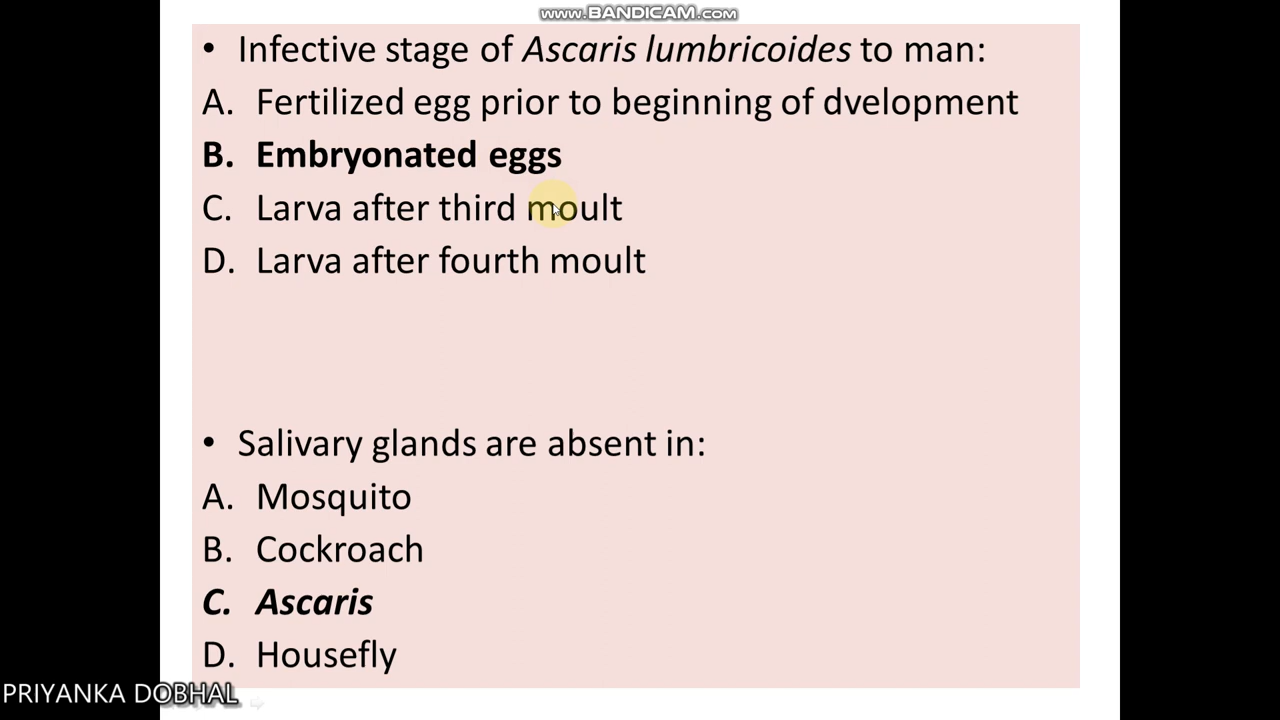 www.BANDICAM.com
• Infective stage of Ascaris lumbricoides to man:
A. Fertilized egg prior to beginning of dvelopment
B. Embryonated eggs
C. Larva after third moult
D. Larva after fourth moult
• Salivary glands are absent in:
A. Mosquito
B. Cockroach
C. Ascaris
D. Housefly
PRIYANKA DOBHAL